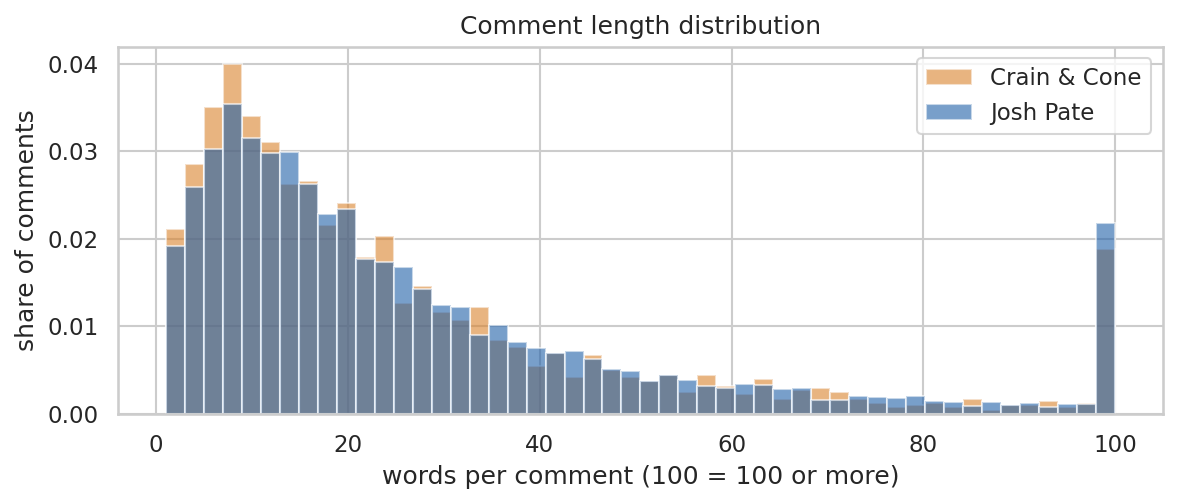 Comment length distribution
Crain & Cone
Josh Pate
0.04
0.03
0.02
0.01
0.00
share of comments
0 20 40 60 80 100
words per comment (100 = 100 or more)